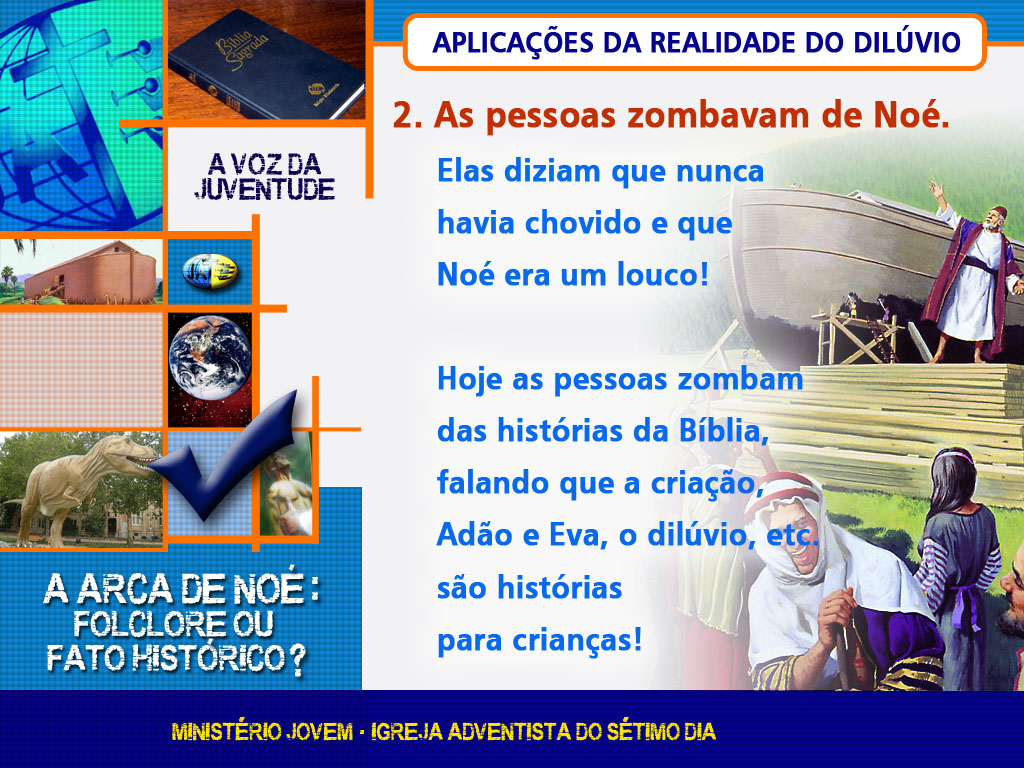 APLICAÇÕES DA REALIDADE DO DILÚVIO
2. As pessoas zombavam de Noé.
Elas diziam que nunca
havia chovido e que
Noé era um louco!
Hoje as pessoas zombam
das histórias da Bíblia,
falando que a criação,
Adão e Eva, o dilúvio, etc.
são histórias
para crianças!
Bíblia
Sagrada
A VOZ DA
JUVENTUDE
A ARCA DE NOÉ:
FOLCLORE OU
FATO HISTÓRICO?
MINISTÉRIO JOVEM - IGREJA ADVENTISTA DO SÉTIMO DIA